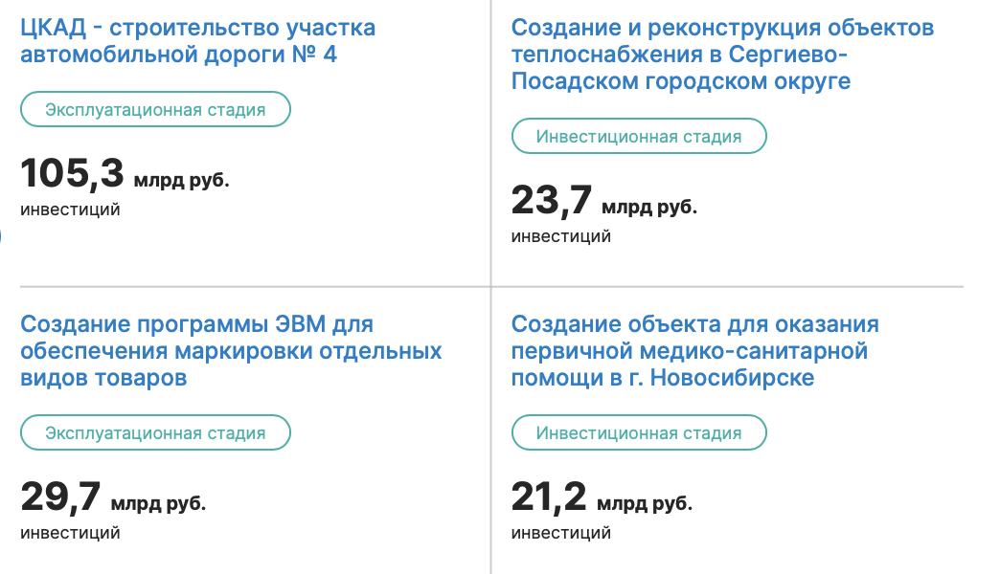 ЦКАД - строительство участка
автомобильной дороги № 4
Эксплуатационная стадия
105,3 млрд руб.
инвестиций
Создание и реконструкция объектов
теплоснабжения в Сергиево-
Посадском городском округе
Инвестиционная стадия
23,7 млрд руб.
инвестиций
Создание программы ЭВМ для
обеспечения маркировки отдельных
видов товаров
Эксплуатационная стадия
29,7 млрд руб.
инвестиций
Создание объекта для оказания
первичной медико-санитарной
помощи в г. Новосибирске
Инвестиционная стадия
21,2 млрд руб.
инвестиций